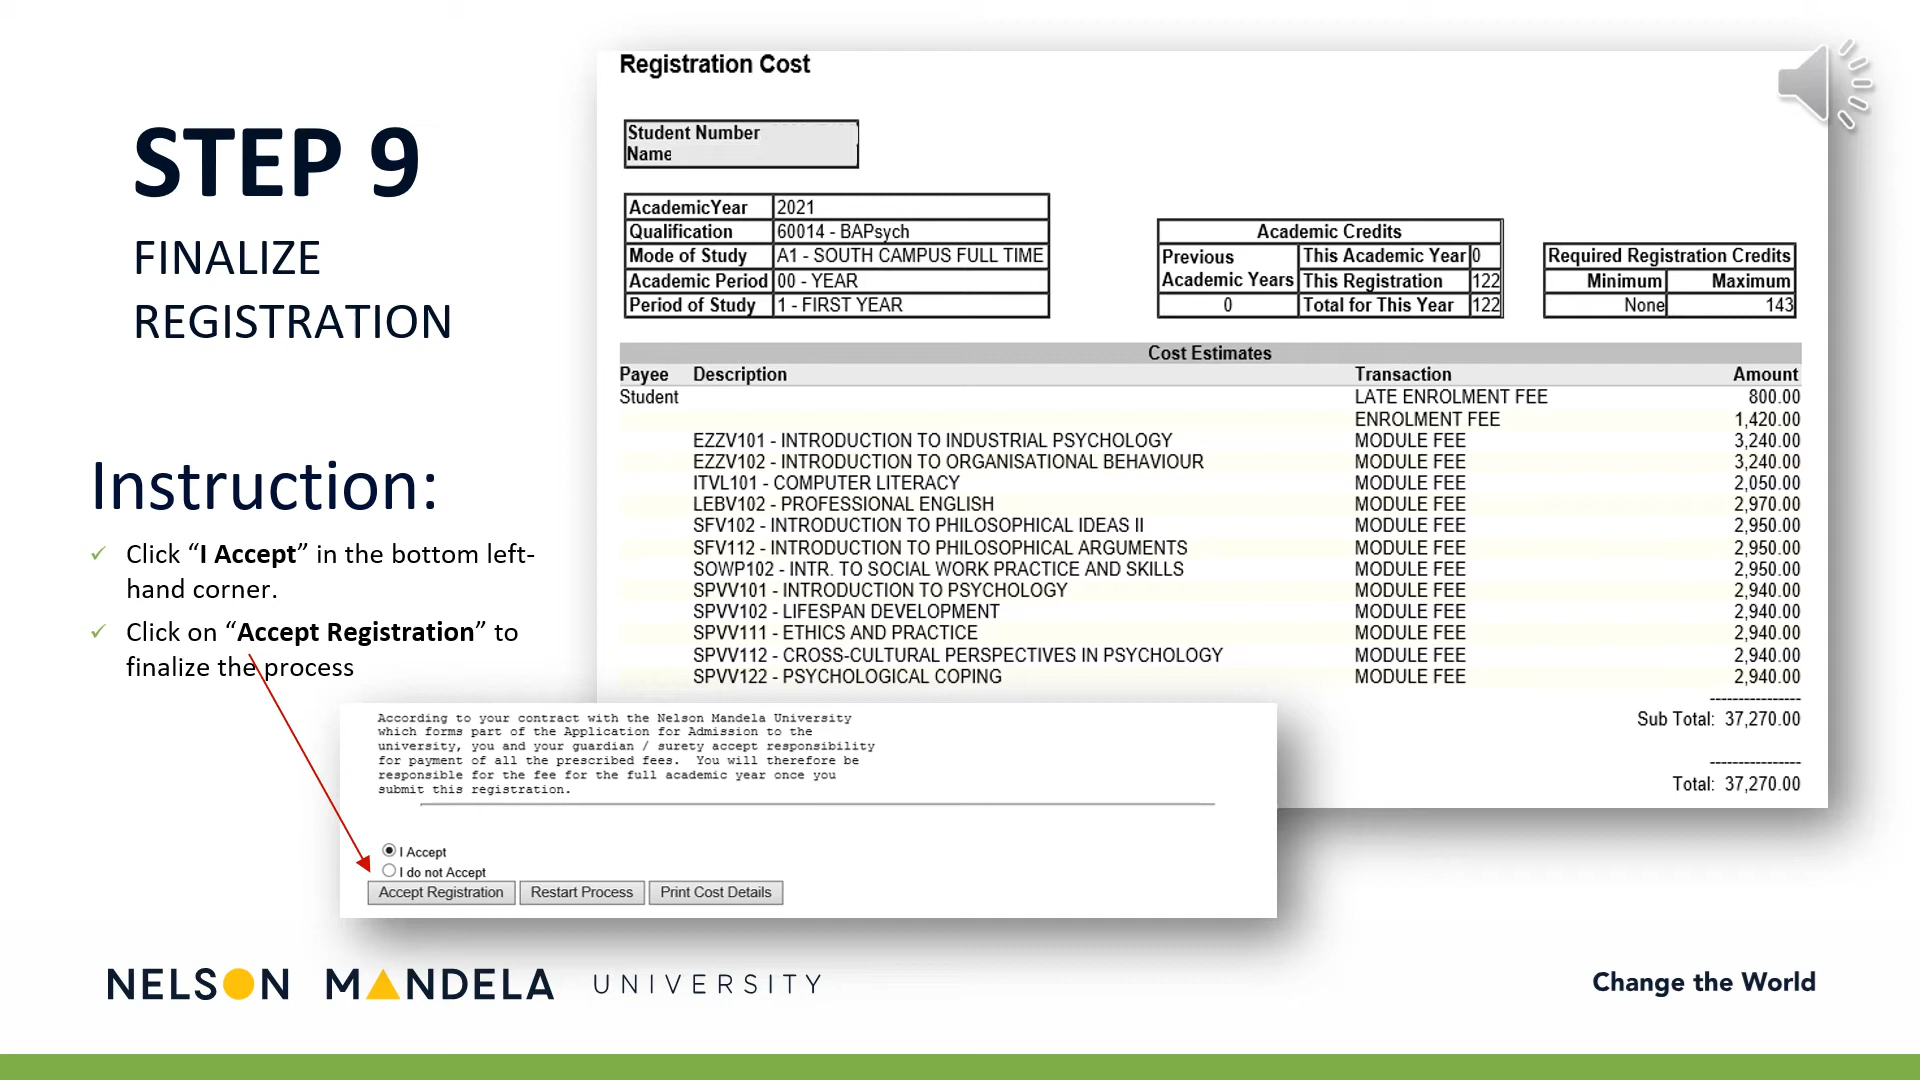 STEP 9
FINALIZE
REGISTRATION
Instruction:
✓ Click “I Accept” in the bottom left-
hand corner.
✓ Click on “Accept Registration” to
finalize the process
Registration Cost
Student Number
Name
AcademicYear 2021
Qualification 60014 - BAPsych
Mode of Study A1 - SOUTH CAMPUS FULL TIME
Academic Period 00 - YEAR
Period of Study 1 - FIRST YEAR
Academic Credits
Previous This Academic Year 0
Academic Years This Registration 122
0 Total for This Year 122
Required Registration Credits
Minimum Maximum
None 143
Cost Estimates
Payee Description Transaction Amount
Student LATE ENROLMENT FEE 800.00
ENROLMENT FEE 1,420.00
EZZV101 - INTRODUCTION TO INDUSTRIAL PSYCHOLOGY MODULE FEE 3,240.00
EZZV102 - INTRODUCTION TO ORGANISATIONAL BEHAVIOUR MODULE FEE 3,240.00
ITVL101 - COMPUTER LITERACY MODULE FEE 2,050.00
LEBV102 - PROFESSIONAL ENGLISH MODULE FEE 2,970.00
SFV102 - INTRODUCTION TO PHILOSOPHICAL IDEAS II MODULE FEE 2,950.00
SFV112 - INTRODUCTION TO PHILOSOPHICAL ARGUMENTS MODULE FEE 2,950.00
SOWP102 - INTR. TO SOCIAL WORK PRACTICE AND SKILLS MODULE FEE 2,950.00
SPVV101 - INTRODUCTION TO PSYCHOLOGY MODULE FEE 2,940.00
SPVV102 - LIFESPAN DEVELOPMENT MODULE FEE 2,940.00
SPVV111 - ETHICS AND PRACTICE MODULE FEE 2,940.00
SPVV112 - CROSS-CULTURAL PERSPECTIVES IN PSYCHOLOGY MODULE FEE 2,940.00
SPVV122 - PSYCHOLOGICAL COPING MODULE FEE 2,940.00
----------------
Sub Total: 37,270.00
----------------
Total: 37,270.00
According to your contract with the Nelson Mandela University
which forms part of the Application for Admission to the
university, you and your guardian / surety accept responsibility
for payment of all the prescribed fees. You will therefore be
responsible for the fee for the full academic year once you
submit this registration.
I Accept
I do not Accept
Accept Registration Restart Process Print Cost Details
NELSON MANDELA UNIVERSITY
Change the World